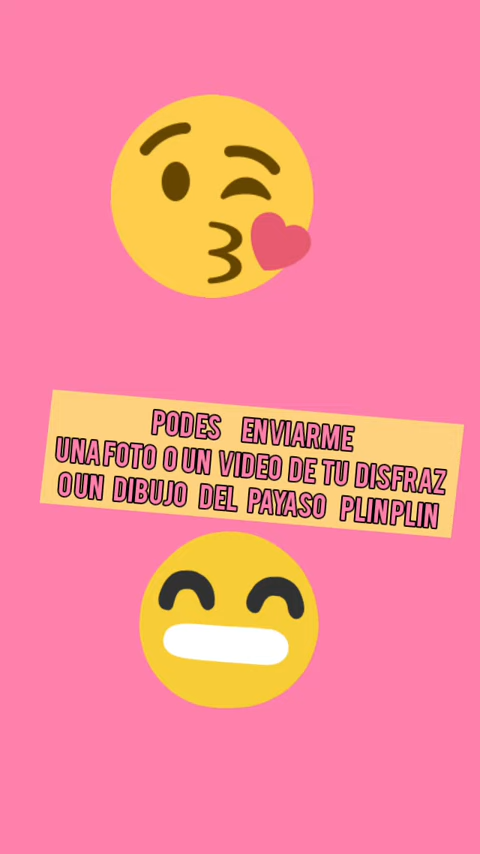 PODES ENVIARME
UNA FOTO O UN VIDEO DE TU DISFRAZ
O UN DIBUJO DEL PAYASO PLINPLIN